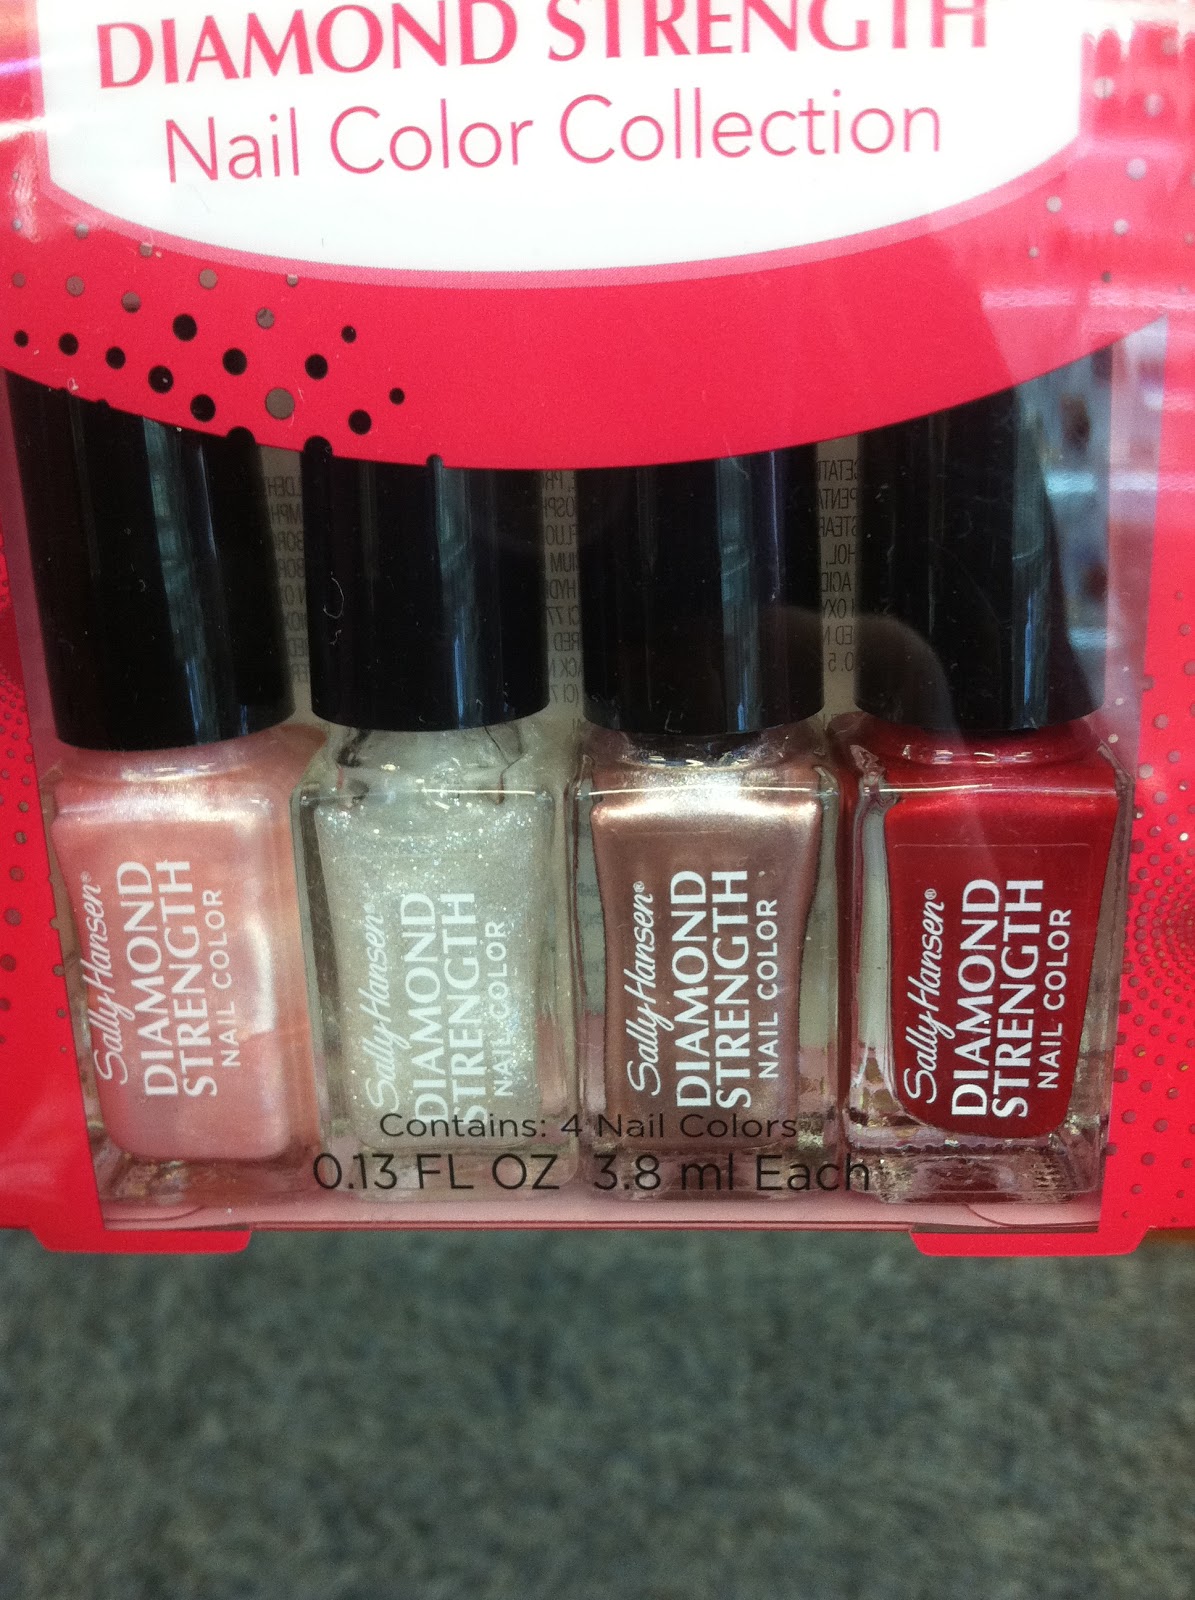 DIAMOND STRENGTH
Nail Color Collection
Sally Hansen®
DIAMOND
STRENGTH
NAIL COLOR
Sally Hansen®
DIAMOND
STRENGTH
NAIL COLOR
Sally Hansen®
DIAMOND
STRENGTH
NAIL COLOR
Sally Hansen®
DIAMOND
STRENGTH
NAIL COLOR
Contains: 4 Nail Colors
0.13 FL OZ 3.8 ml Each